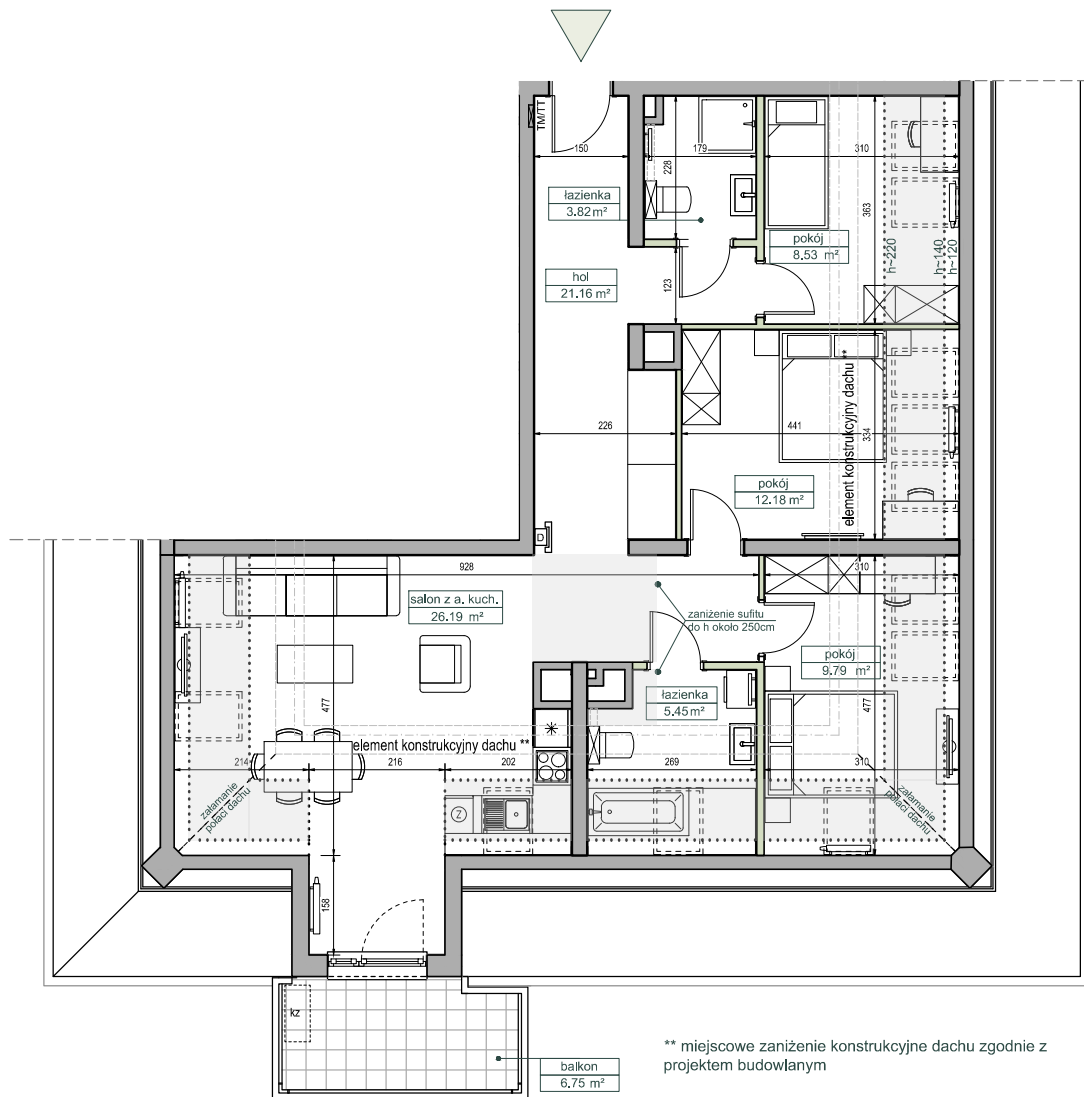 TM/TT
150
179
310
228
363
łazienka
3.82 m²
pokój
8.53 m²
h~220
h~140
h~120
hol
21.16 m²
123
element konstrukcyjny dachu **
226
441
334
pokój
12.18 m²
D
928
310
salon z a. kuch.
26.19 m²
zaniżenie sufitu
do h około 250cm
pokój
9.79 m²
łazienka
5.45 m²
477
477
element konstrukcyjny dachu **
214
216
202
269
310
załamanie
połaci dachu
Z
załamanie
połaci dachu
158
kz
balkon
6.75 m²
** miejscowe zaniżenie konstrukcyjne dachu zgodnie z
projektem budowlanym